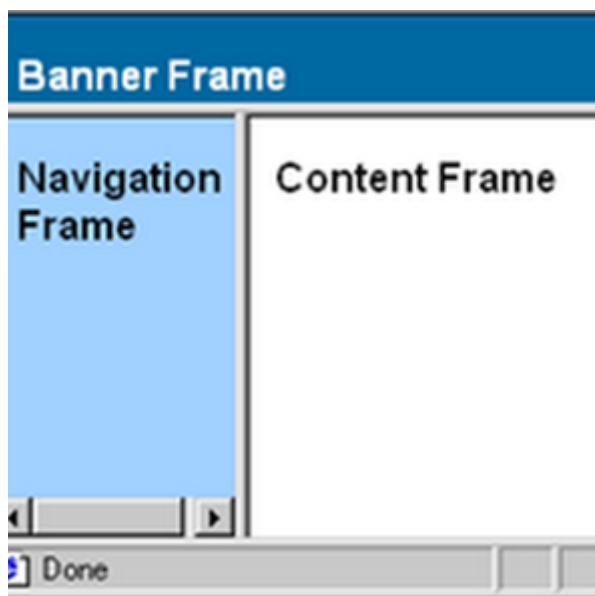 Banner Frame
Navigation
Frame
Content Frame
Done